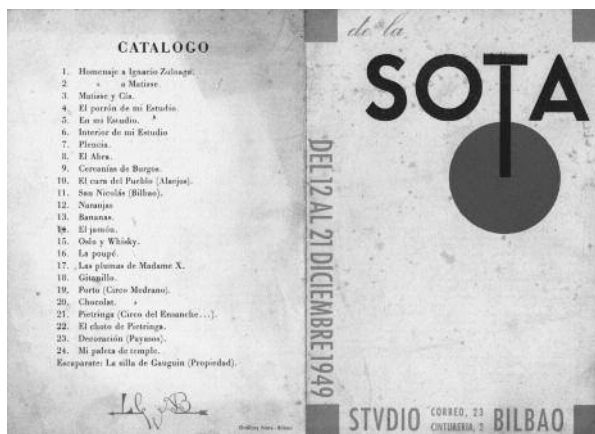 CATALOGO
1. Homenaje a Ignacio Zuloaga.
2 « a Matisse.
3. Matisse y Cía.
4. El porrón de mi Estudio.
5. En mi Estudio.
6. Interior de mi Estudio
7. Plencia.
8. El Abra.
9. Cercanías de Burgos.
10. El cura del Pueblo (Alsejos).
11. San Nicolás (Bilbao).
12. Naranjas
13. Bananas.
14. El jamón.
15. Oslo y Whisky.
16. La poupé.
17. Las plumas de Madame X.
18. Gitanillo.
19. Porto (Circo Medrano).
20. Chocolat.
21. Pietringa (Circo del Ensanche...).
22. El chato de Pietringa.
23. Decoración (Payasos).
24. Mi paleta de temple.
Escaparate: La silla de Gauguin (Propiedad).
de la
SOTA
DEL 12 AL 21 DICIEMBRE 1949
STVDIO CORREO, 23
CINTURERIA, 2 BILBAO